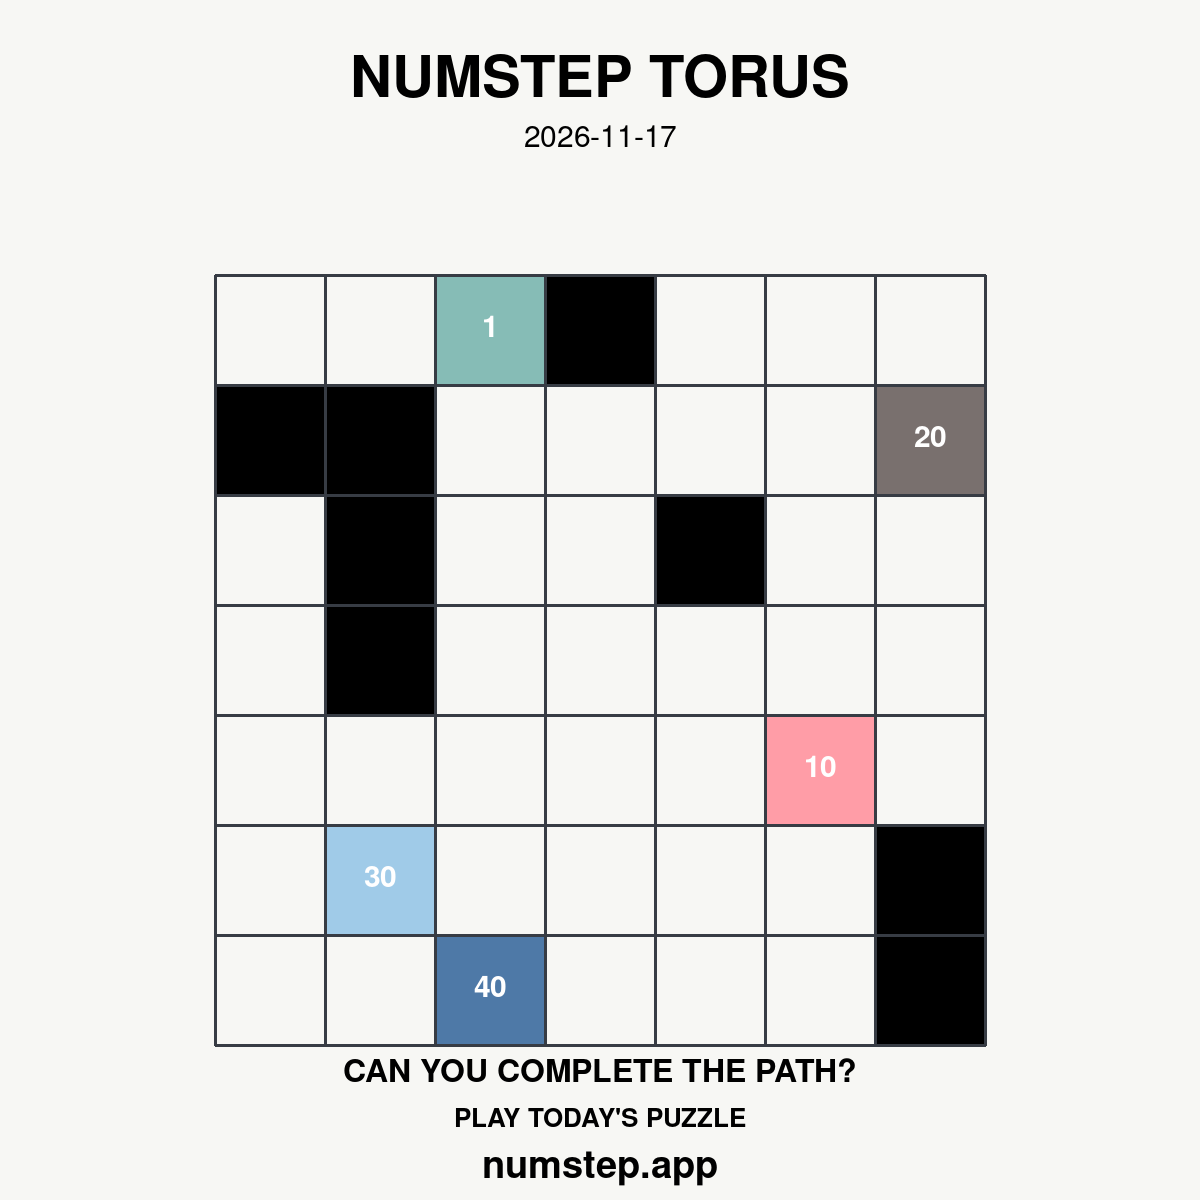 NUMSTEP TORUS
2026-11-17
1
20
10
30
40
CAN YOU COMPLETE THE PATH?
PLAY TODAY'S PUZZLE
numstep.app